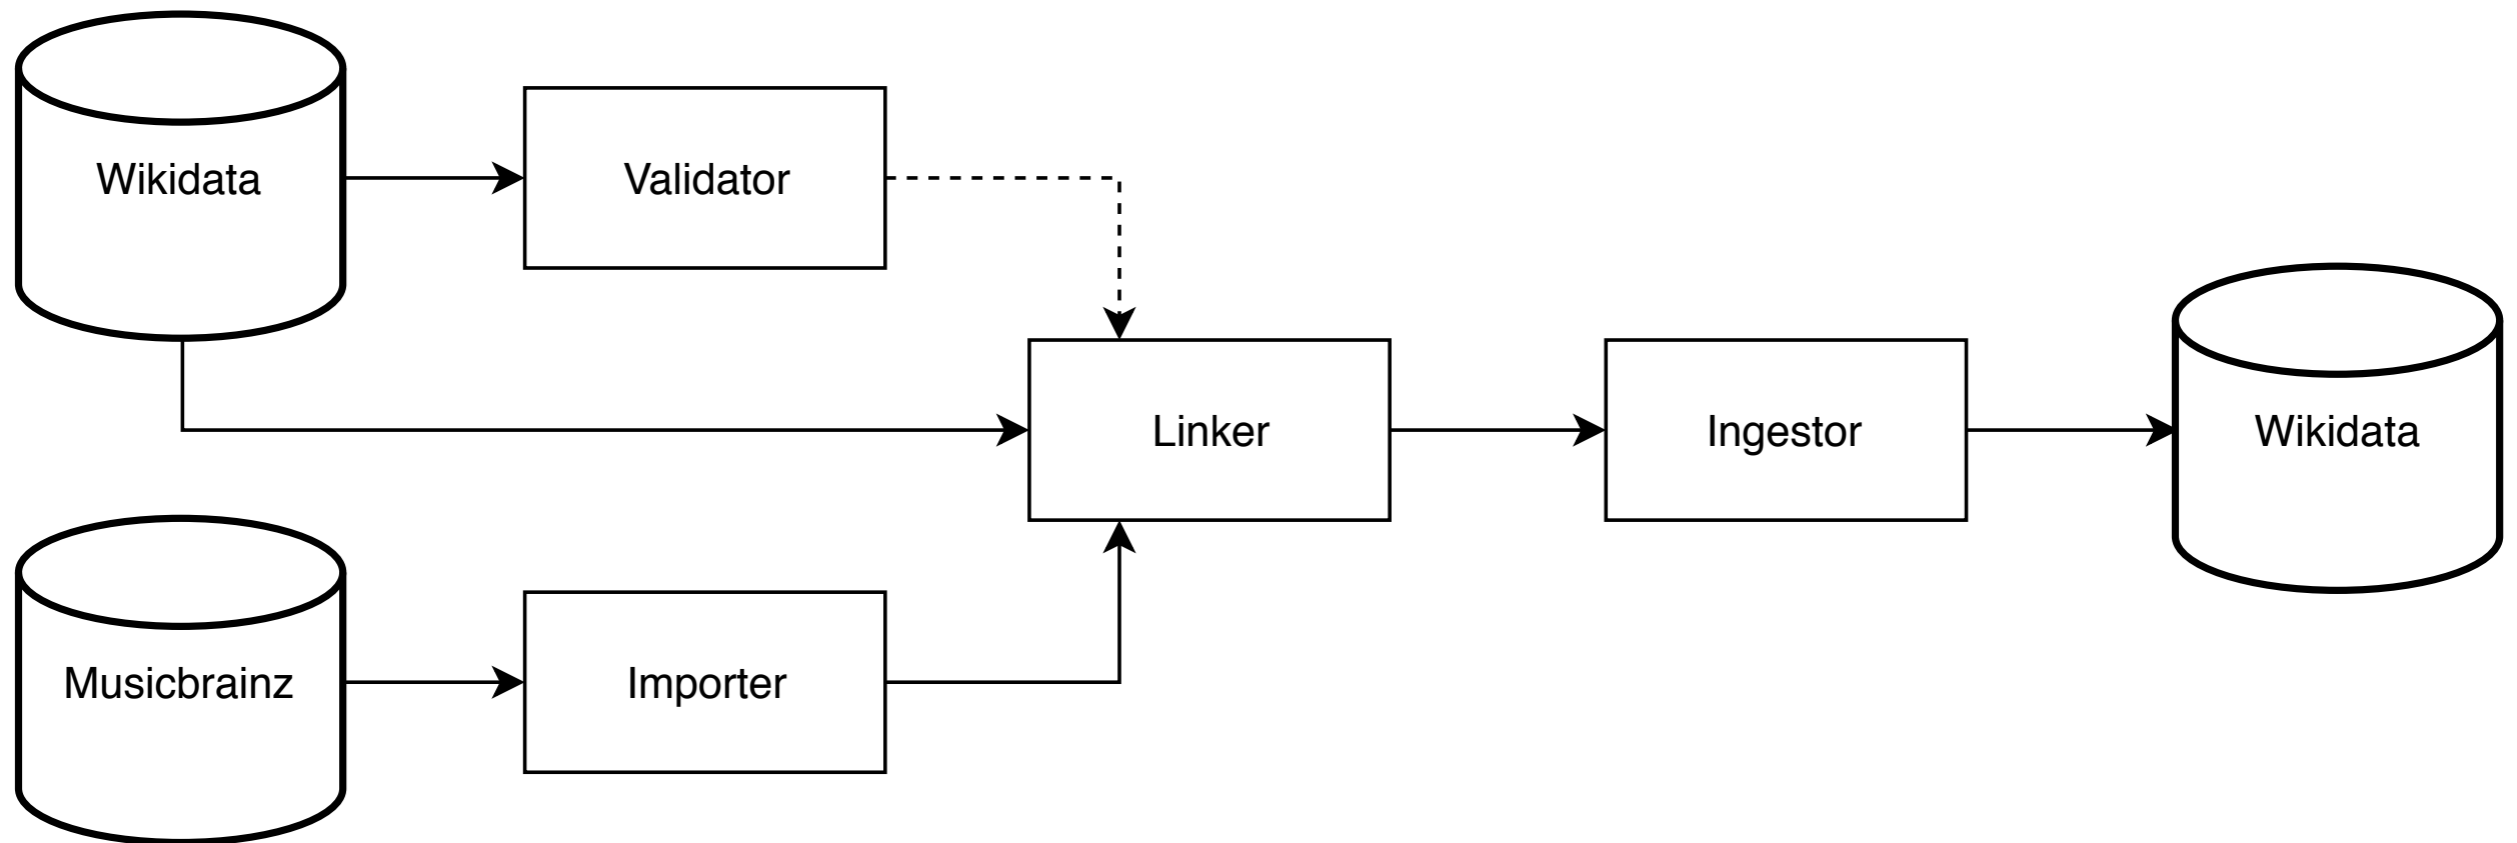 Wikidata
Validator
Linker
Ingestor
Wikidata
Musicbrainz
Importer